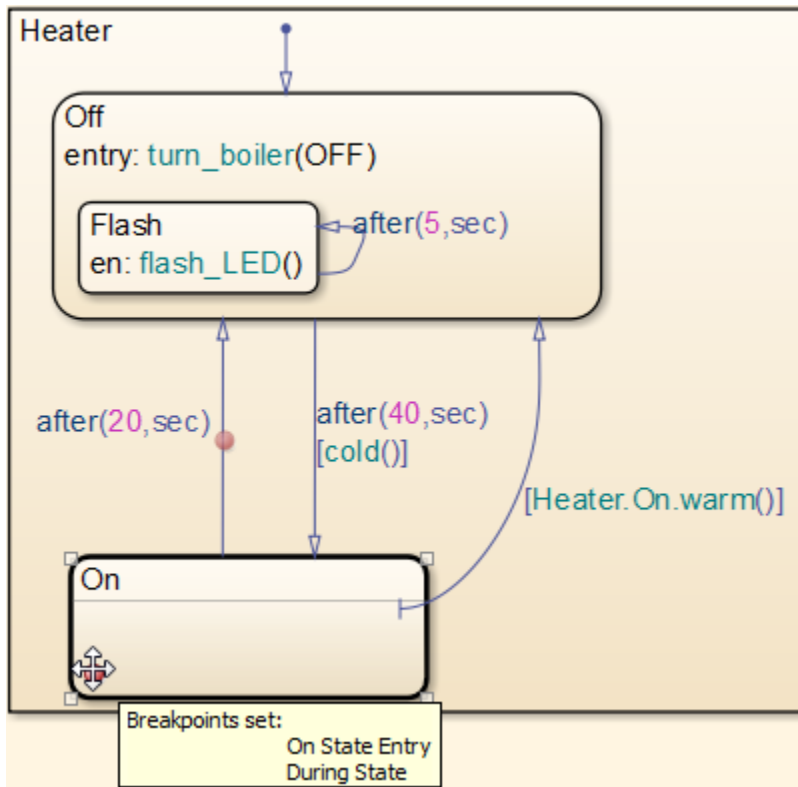 Heater
Off
entry: turn_boiler(OFF)
Flash
en: flash_LED()
after(5,sec)
after(20,sec)
after(40,sec)
[cold()]
[Heater.On.warm()]
On
Breakpoints set:
On State Entry
During State